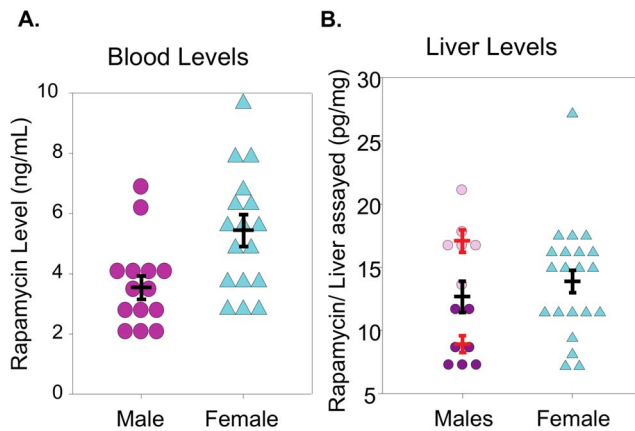 A.
Blood Levels
Rapamycin Level (ng/mL)
10
8
6
4
2
0
Male
Female
B.
Liver Levels
Rapamycin/ Liver assayed (pg/mg)
30
25
20
15
10
5
Males
Female